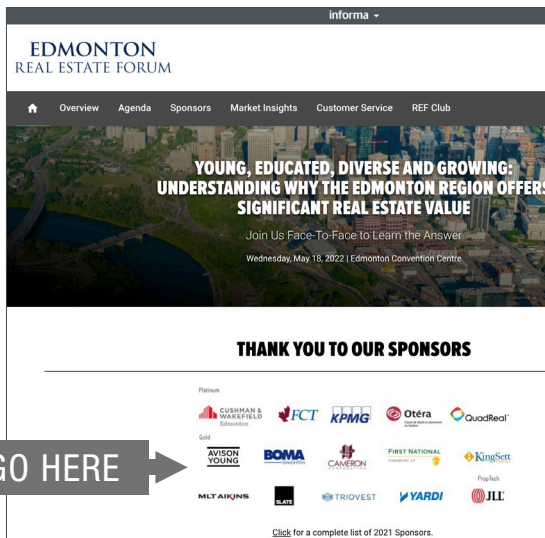 informa
EDMONTON
REAL ESTATE FORUM
Overview Agenda Sponsors Market Insights Customer Service REF Club
YOUNG, EDUCATED, DIVERSE AND GROWING:
UNDERSTANDING WHY THE EDMONTON REGION OFFERS
SIGNIFICANT REAL ESTATE VALUE
Join Us Face-To-Face to Learn the Answer
Wednesday, May 18, 2022 | Edmonton Convention Centre
THANK YOU TO OUR SPONSORS
Platinum
CUSHMAN & WAKEFIELD Edmonton FCT KPMG Otéra QuadReal
Gold
AVISON YOUNG BOMA EDMONTON CAMERON FIRST NATIONAL FINANCIAL LP KingSett
GO HERE
PropTech
MLT AIKINS SLATE TRIOVEST YARDI JLL
Click for a complete list of 2021 Sponsors.